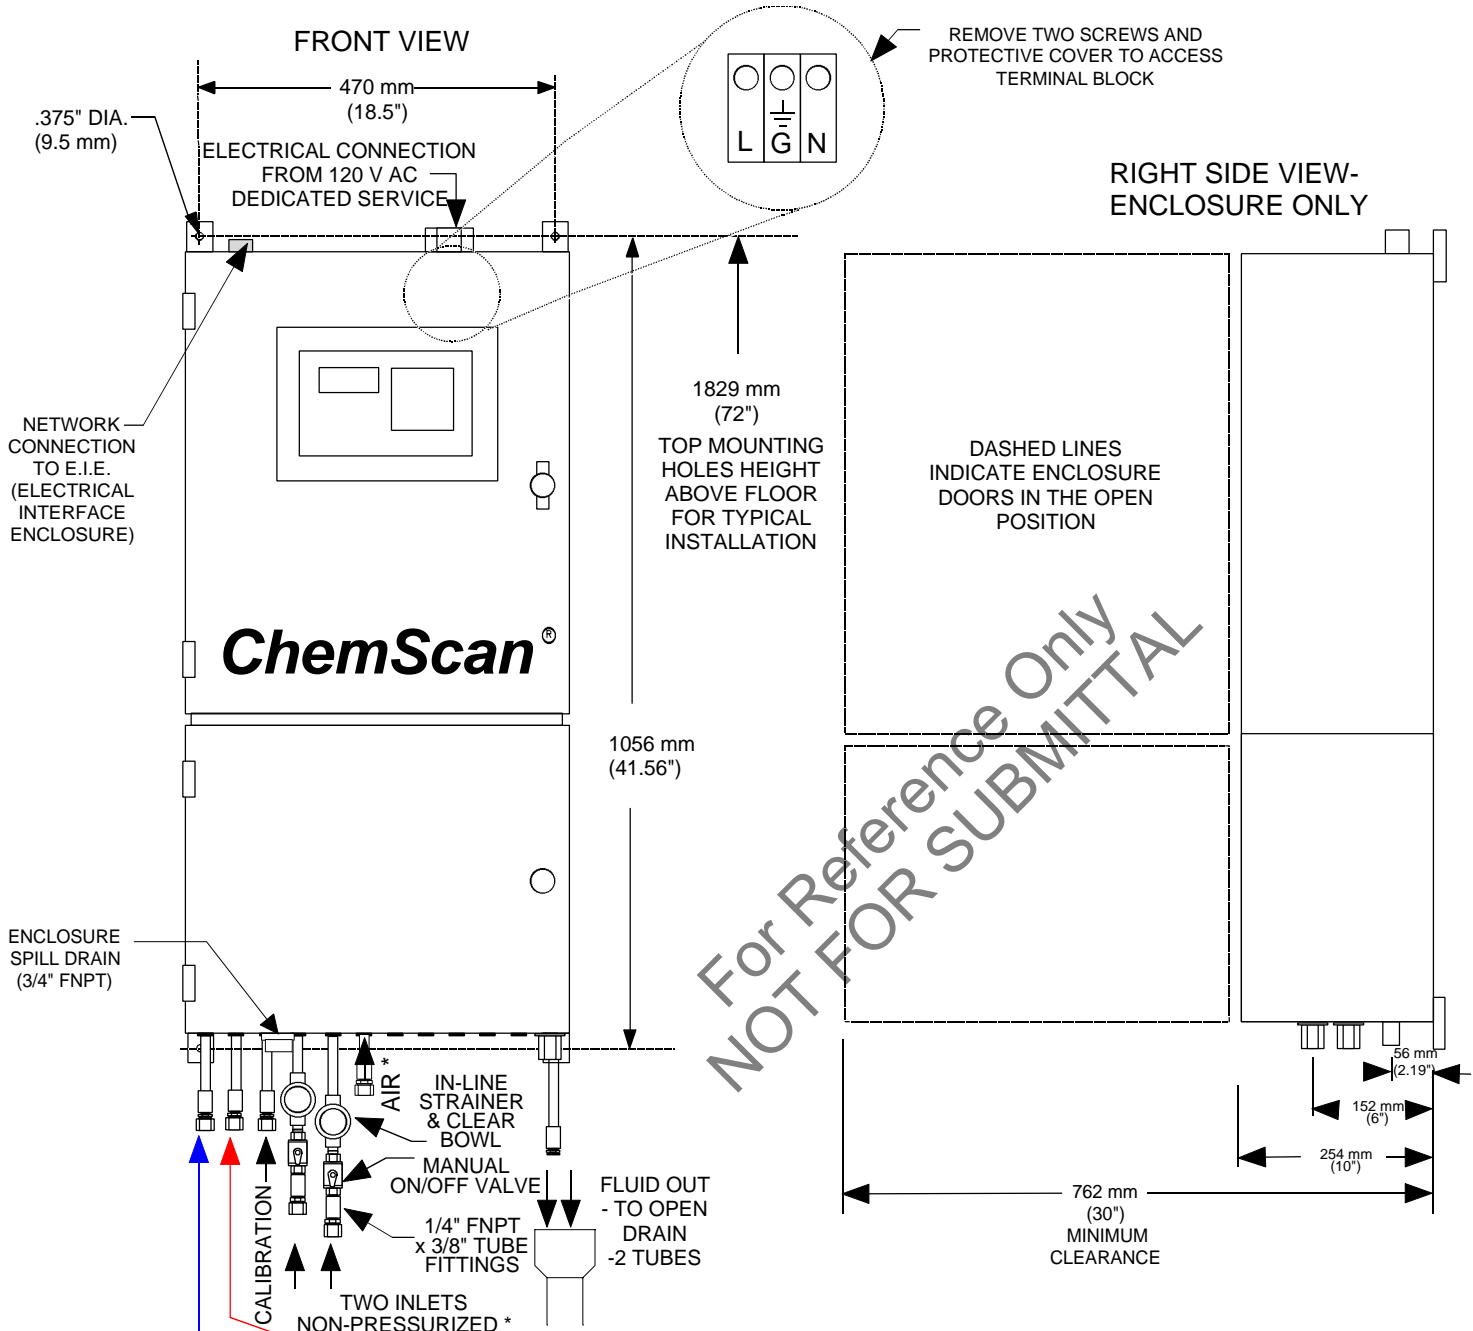 FRONT VIEW
470 mm
(18.5")
.375" DIA.
(9.5 mm)
ELECTRICAL CONNECTION
FROM 120 V AC
DEDICATED SERVICE
REMOVE TWO SCREWS AND
PROTECTIVE COVER TO ACCESS
TERMINAL BLOCK
L G N
RIGHT SIDE VIEW-
ENCLOSURE ONLY
NETWORK
CONNECTION
TO E.I.E.
(ELECTRICAL
INTERFACE
ENCLOSURE)
1829 mm
(72")
TOP MOUNTING
HOLES HEIGHT
ABOVE FLOOR
FOR TYPICAL
INSTALLATION
DASHED LINES
INDICATE ENCLOSURE
DOORS IN THE OPEN
POSITION
ChemScan®
1056 mm
(41.56")
For Reference Only
NOT FOR SUBMITTAL
ENCLOSURE
SPILL DRAIN
(3/4" FNPT)
AIR *
IN-LINE
STRAINER
& CLEAR
BOWL
MANUAL
ON/OFF VALVE
1/4" FNPT
x 3/8" TUBE
FITTINGS
CALIBRATION
TWO INLETS
NON-PRESSURIZED *
FLUID OUT
- TO OPEN
DRAIN
-2 TUBES
56 mm
(2.19")
152 mm
(6")
254 mm
(10")
762 mm
(30")
MINIMUM
CLEARANCE